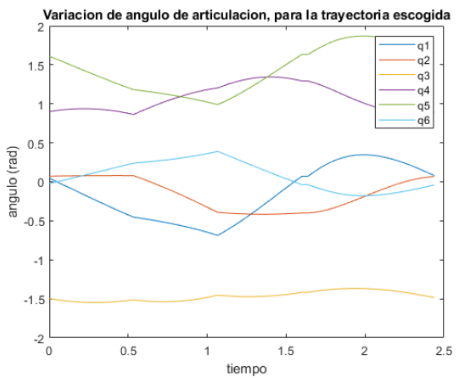 Variacion de angulo de articulacion, para la trayectoria escogida
2
1.5
1
0.5
0
-0.5
-1
-1.5
-2
angulo (rad)
q1
q2
q3
q4
q5
q6
0
0.5
1
1.5
2
2.5
tiempo